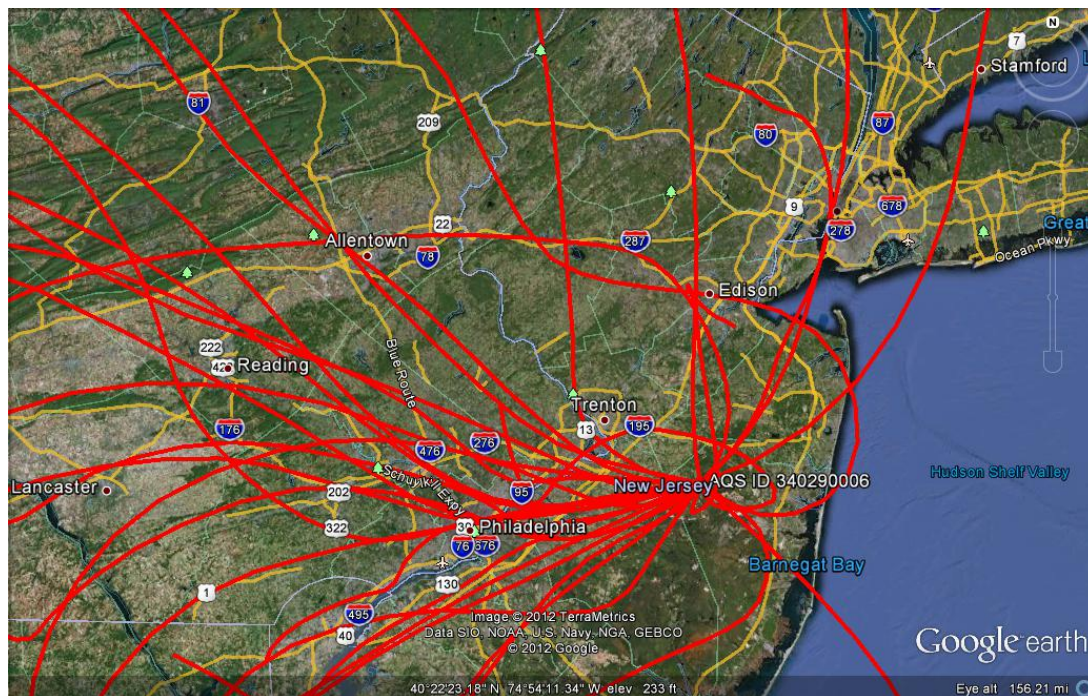 N
7
Stamford
81
209
80
87
9
678
22
Allentown
287
278
Great
78
Ocean Pkwy
Edison
Blue Route
222
Reading
Trenton
176
13
195
276
476
Hudson Shelf Valley
Lancaster
202
Schuylkill Expy
95
New Jersey
AQS ID 340290006
322
Philadelphia
76
676
Barnegat Bay
1
130
495
40
Image © 2012 TerraMetrics
Data SIO, NOAA, U.S. Navy, NGA, GEBCO
© 2012 Google
Google earth
40°22'23.18" N 74°54'11.34" W elev 233 ft
Eye alt 156.21 mi